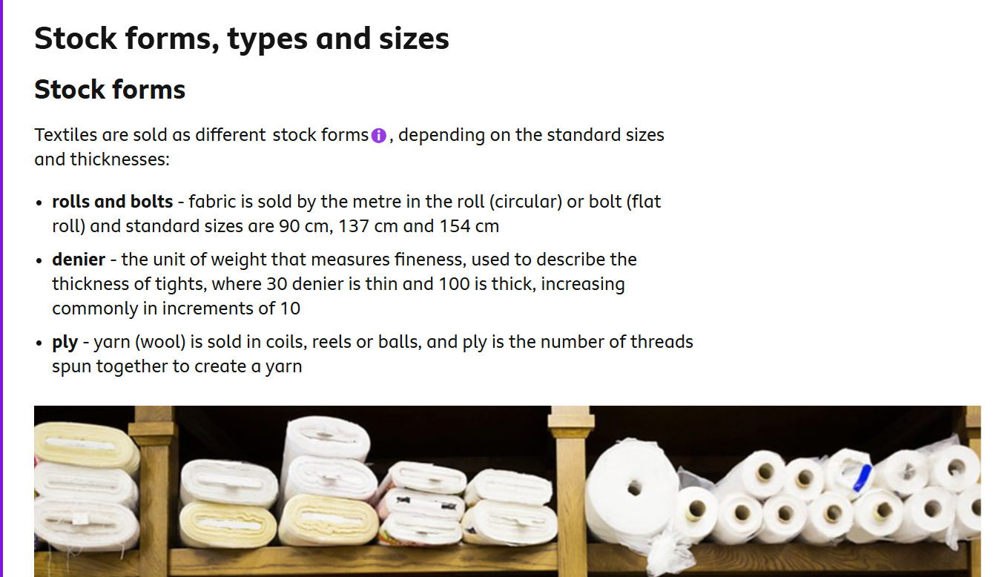 Stock forms, types and sizes
Stock forms
Textiles are sold as different stock forms, depending on the standard sizes
and thicknesses:
• rolls and bolts - fabric is sold by the metre in the roll (circular) or bolt (flat
roll) and standard sizes are 90 cm, 137 cm and 154 cm
• denier - the unit of weight that measures fineness, used to describe the
thickness of tights, where 30 denier is thin and 100 is thick, increasing
commonly in increments of 10
• ply - yarn (wool) is sold in coils, reels or balls, and ply is the number of threads
spun together to create a yarn